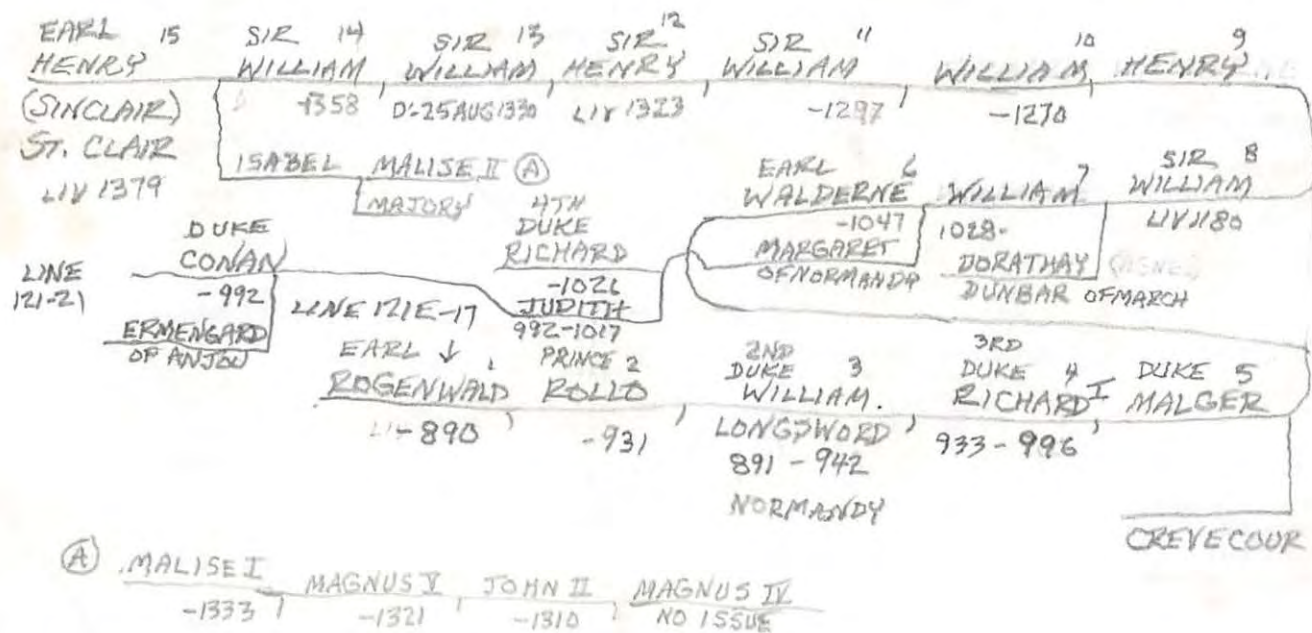 EARL 15 SIR 14 SIR 13 SIR 12 SIR 11 10 9
HENRY WILLIAM WILLIAM HENRY WILLIAM WILLIAM HENRY
(SINCLAIR) -1358 D-25AUG1330 LIV 1323 -1297 -1270
ST. CLAIR
LIV 1379
ISABEL MALISE II (A)
MAJORY
EARL 6 7 SIR 8
WALDERNE WILLIAM WILLIAM
-1047 1028- LIV 1180
MARGARET DORATHAY (AGNES)
OF NORMANDY DUNBAR OF MARCH
4TH
DUKE DUKE
CONAN RICHARD
LINE -992 -1026
121-21 LINE 121E-17 JUDITH
ERMENGARD 992-1017
OF ANJOU
EARL ↓ 1 PRINCE 2 2ND 3RD
DUKE 3 DUKE 4 DUKE 5
ROGENWALD ROLLO WILLIAM. RICHARD I MALGER
-890 -931 LONGSWORD 933-996
891-942
NORMANDY
CREVECOUR
(A) MALISE I MAGNUS V JOHN II MAGNUS IV
-1333 -1321 -1310 NO ISSUE